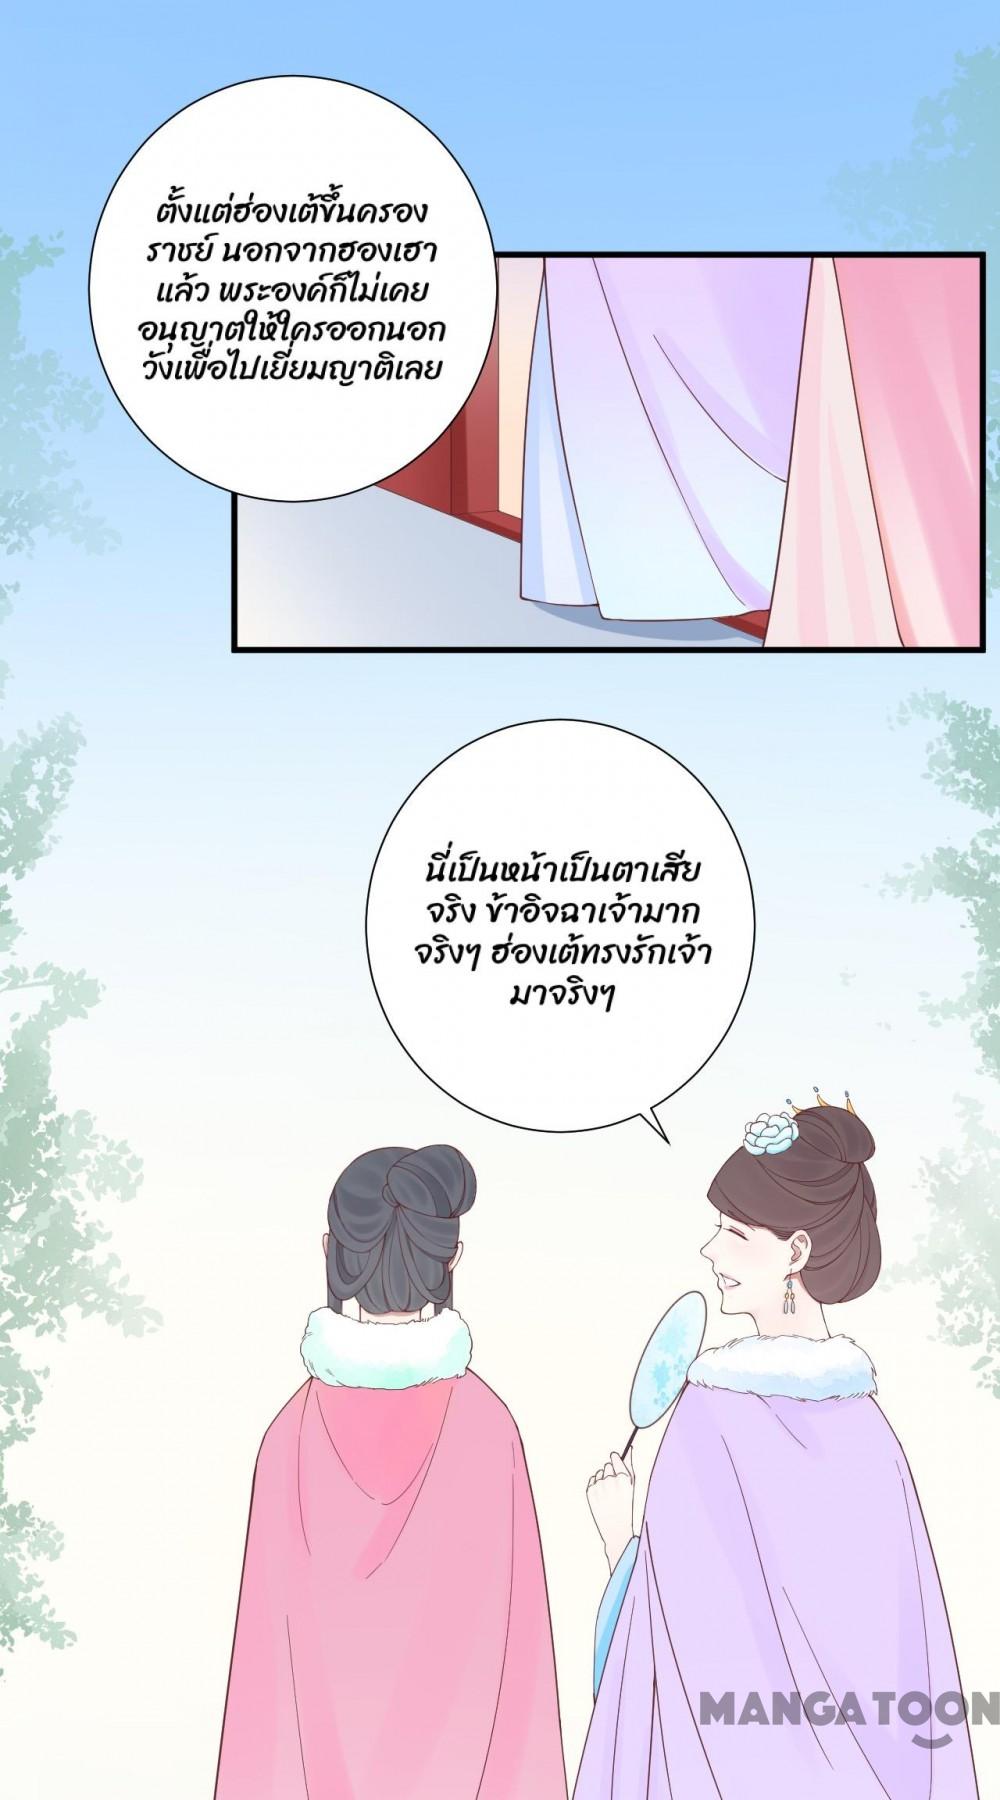 ตั้งแต่ฮ่องเต้ขึ้นครอง
ราชย์ นอกจากฮองเฮา
แล้ว พระองค์ก็ไม่เคย
อนุญาตให้ใครออกนอก
วังเพื่อไปเยี่ยมญาติเลย
นี่เป็นหน้าเป็นตาเสีย
จริง ข้าอิจฉาเจ้ามาก
จริงๆ ฮ่องเต้ทรงรักเจ้า
มาจริงๆ
MANGATOON